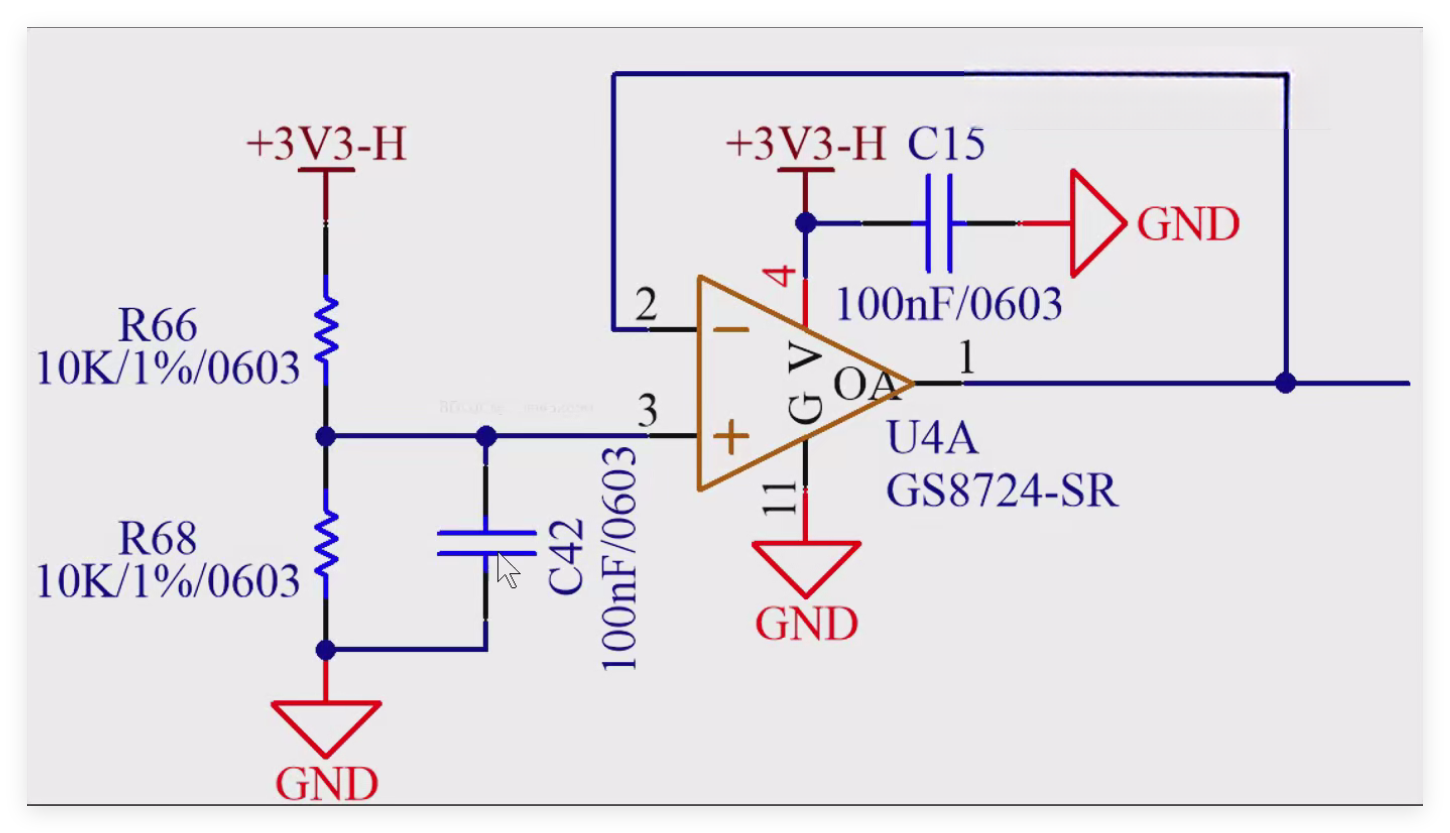 +3V3-H
+3V3-H
C15
GND
4
100nF/0603
2
R66
10K/1%/0603
V
G
OA
1
3
U4A
GS8724-SR
11
R68
10K/1%/0603
C42
100nF/0603
GND
GND